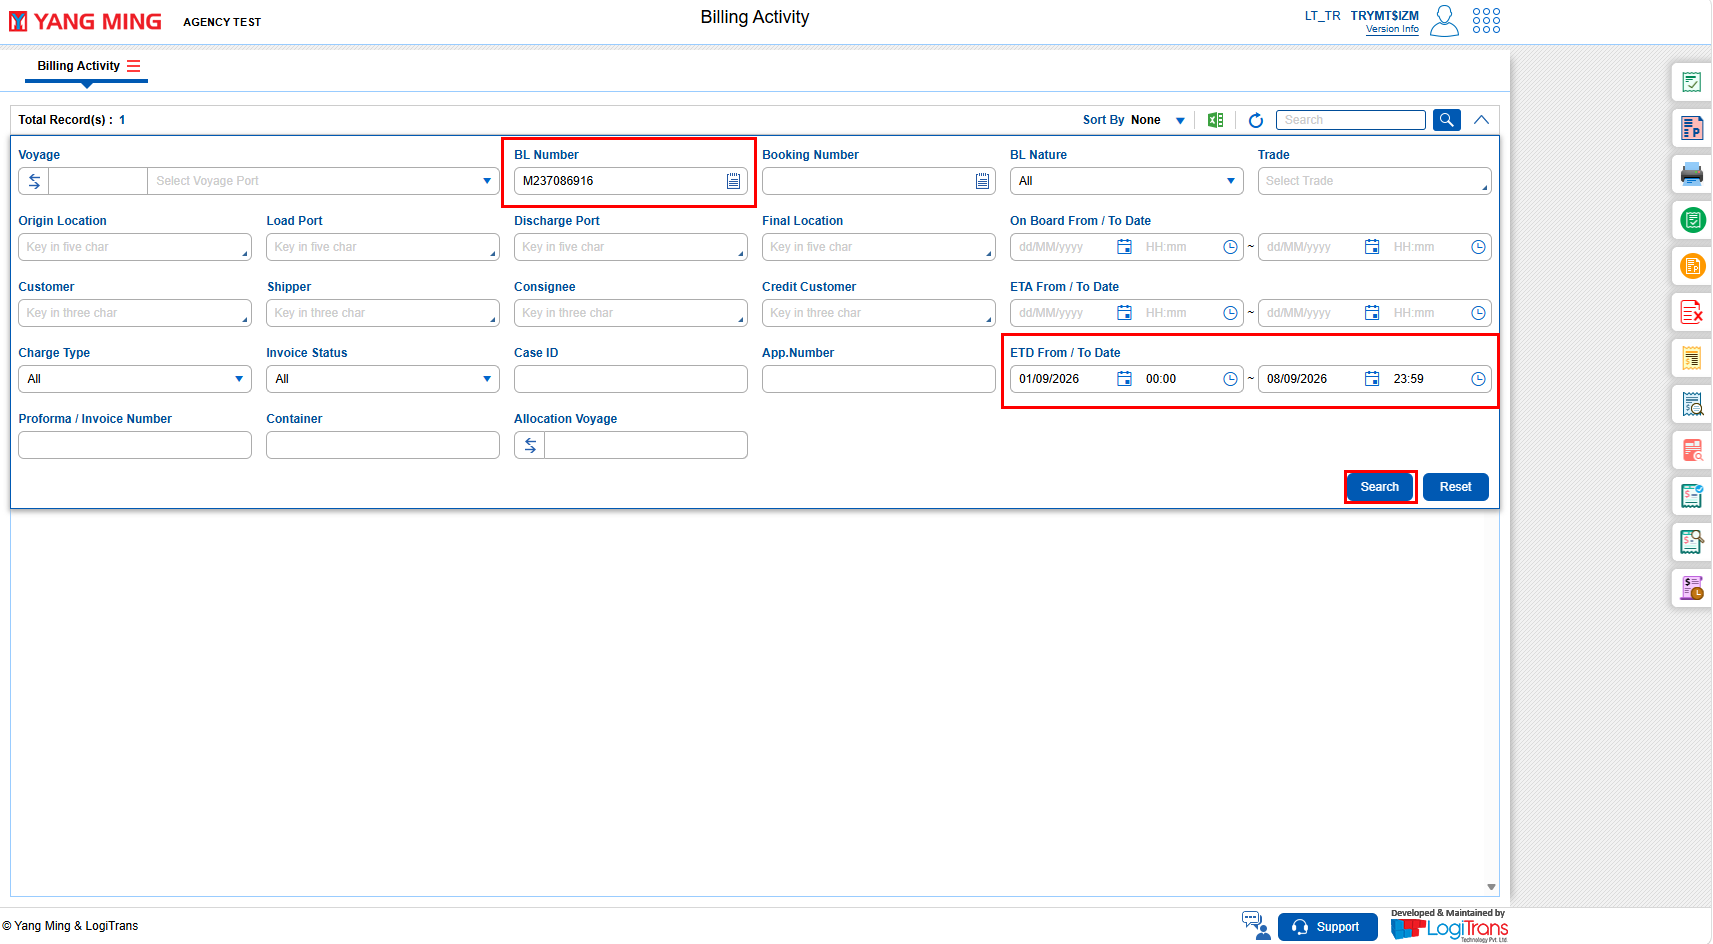 YANG MING AGENCY TEST Billing Activity LT_TR TRYMT$IZM
Version Info
Billing Activity
Total Record(s) : 1 Sort By None Search
Voyage BL Number Booking Number BL Nature Trade
Select Voyage Port M237086916 All Select Trade
Origin Location Load Port Discharge Port Final Location On Board From / To Date
Key in five char Key in five char Key in five char Key in five char dd/MM/yyyy HH:mm ~ dd/MM/yyyy HH:mm
Customer Shipper Consignee Credit Customer ETA From / To Date
Key in three char Key in three char Key in three char Key in three char dd/MM/yyyy HH:mm ~ dd/MM/yyyy HH:mm
Charge Type Invoice Status Case ID App.Number ETD From / To Date
All All 01/09/2026 00:00 ~ 08/09/2026 23:59
Proforma / Invoice Number Container Allocation Voyage
Search Reset
© Yang Ming & LogiTrans Support Developed & Maintained by
LogiTrans
Technology Pvt. Ltd.